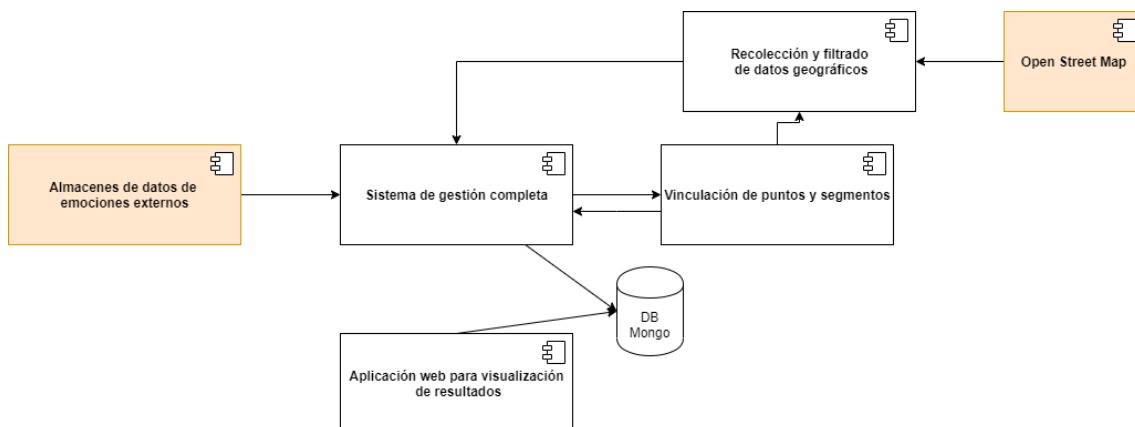 Recolección y filtrado
de datos geográficos
Open Street Map
Almacenes de datos de
emociones externos
Sistema de gestión completa
Vinculación de puntos y segmentos
DB
Mongo
Aplicación web para visualización
de resultados